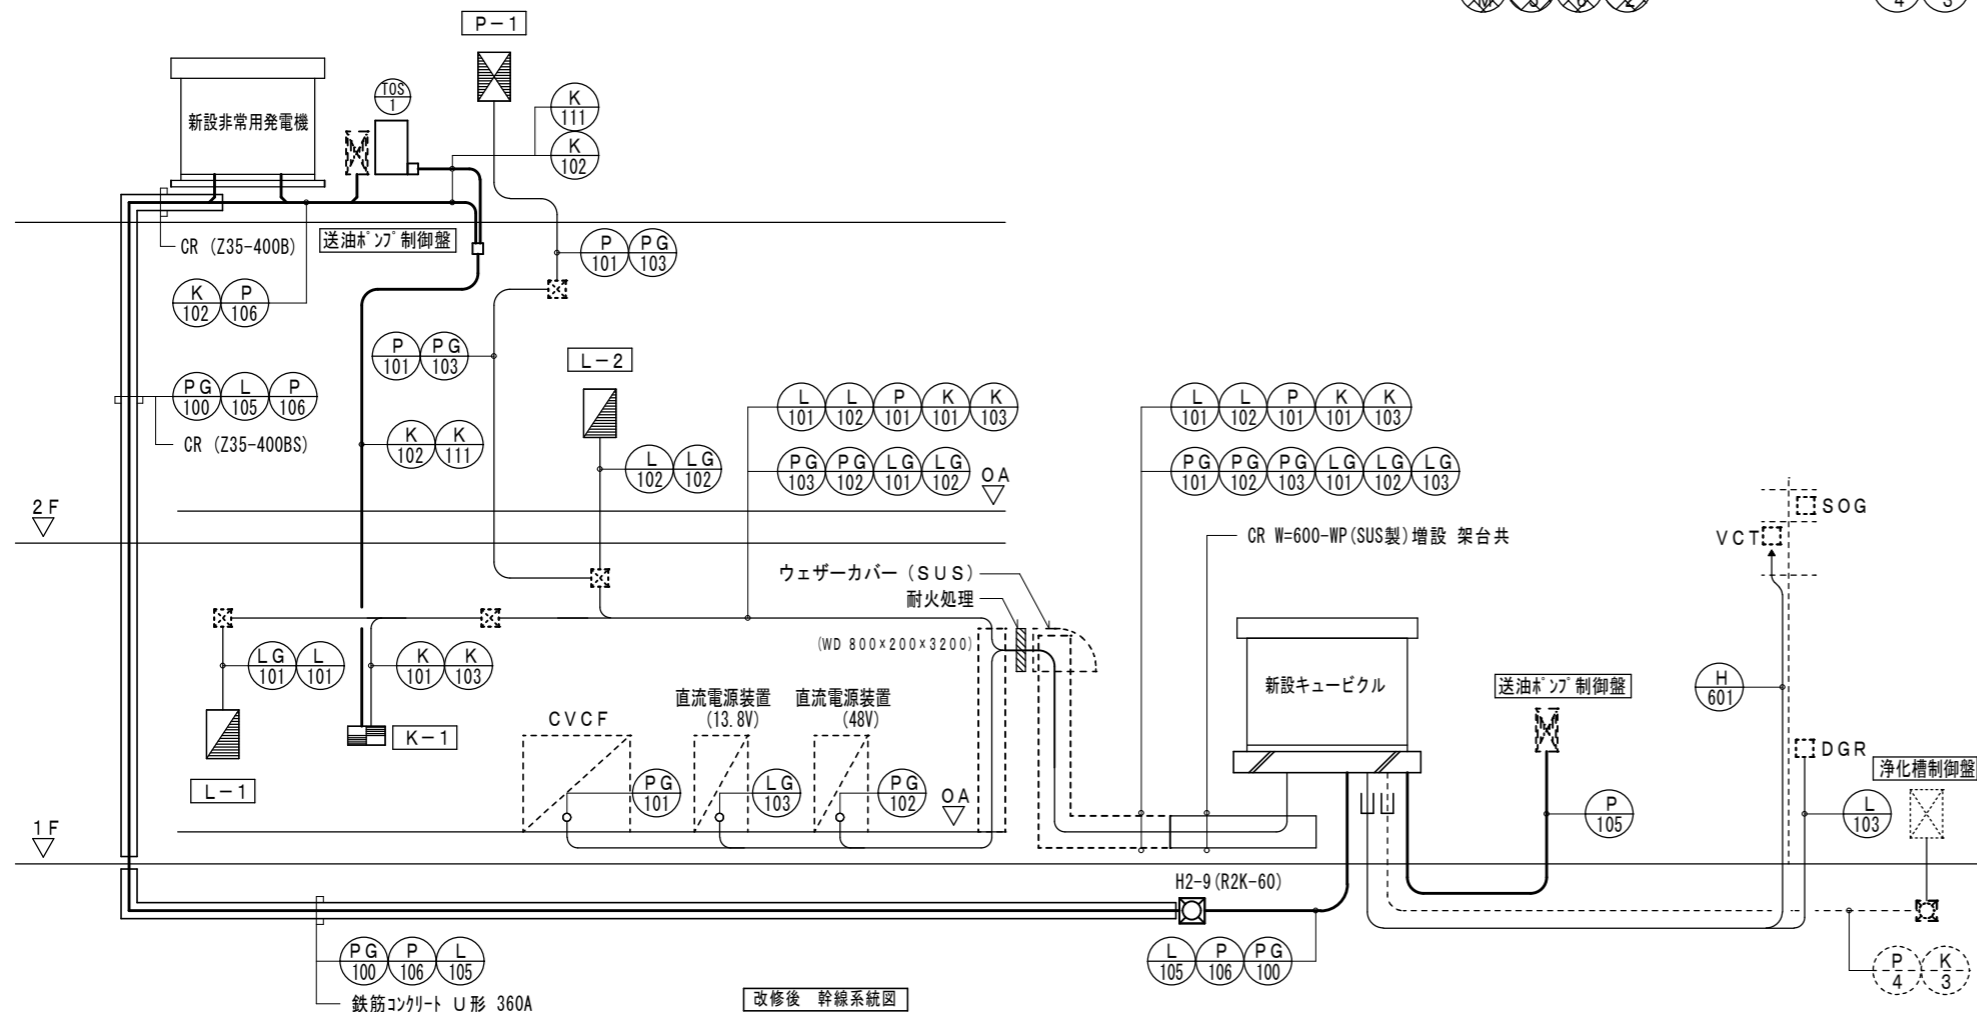 4 3
P-1
TOS
1
新設非常用発電機
K
111
K
102
CR (Z35-400B)
送油ポンプ制御盤
P PG
101 103
K P
102 106
P PG
101 103
L-2
PG L P
100 105 106
CR (Z35-400BS)
K K
102 111
L LG
102 102
L L P K K
101 102 101 101 103
PG PG LG LG
103 102 101 102
OA
L L P K K
101 102 101 101 103
PG PG PG LG LG LG
101 102 103 101 102 103
2F
SOG
VCT
CR W=600-WP(SUS製)増設 架台共
ウェザーカバー(SUS)
耐火処理
(WD 800×200×3200)
LG L
101 101
K K
101 103
新設キュービクル
送油ポンプ制御盤
H
601
直流電源装置
(13.8V)
直流電源装置
(48V)
CVCF
K-1
L-1
PG
101
LG
103
PG
102
OA
DGR
浄化槽制御盤
P
105
L
103
1F
H2-9(R2K-60)
PG P L
100 106 105
L P PG
105 106 100
P K
4 3
鉄筋コンクリート U形 360A
改修後 幹線系統図